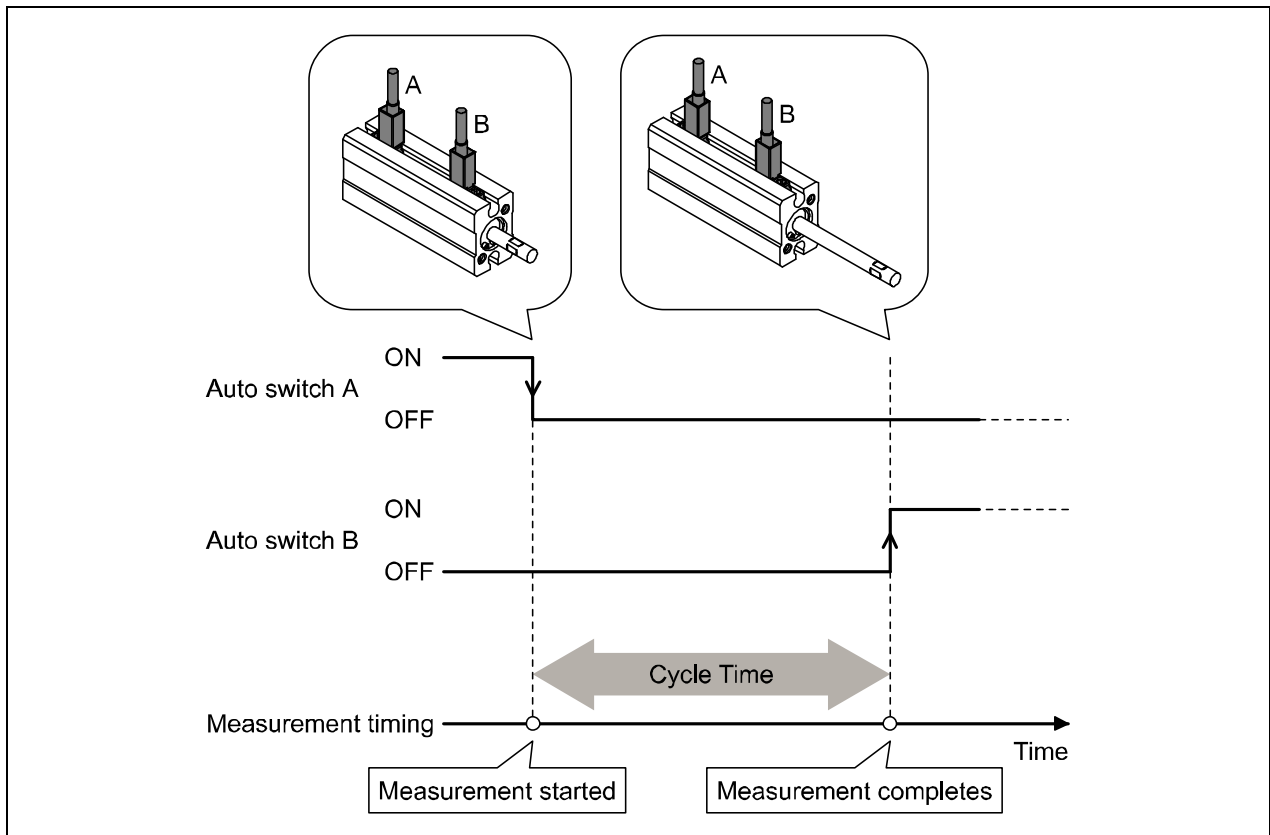 A
B
A
B
ON
Auto switch A
OFF
ON
Auto switch B
OFF
Cycle Time
Measurement timing
Time
Measurement started
Measurement completes